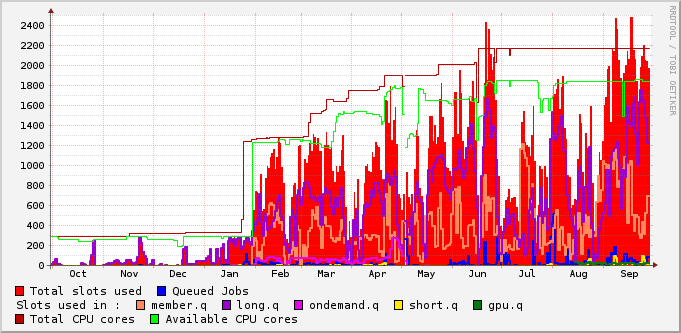 RRDTOOL / TOBI OETIKER
2400
2200
2000
1800
1600
1400
1200
1000
800
600
400
200
0
Oct Nov Dec Jan Feb Mar Apr May Jun Jul Aug Sep
Total slots used Queued Jobs
Slots used in : member.q long.q ondemand.q short.q gpu.q
Total CPU cores Available CPU cores